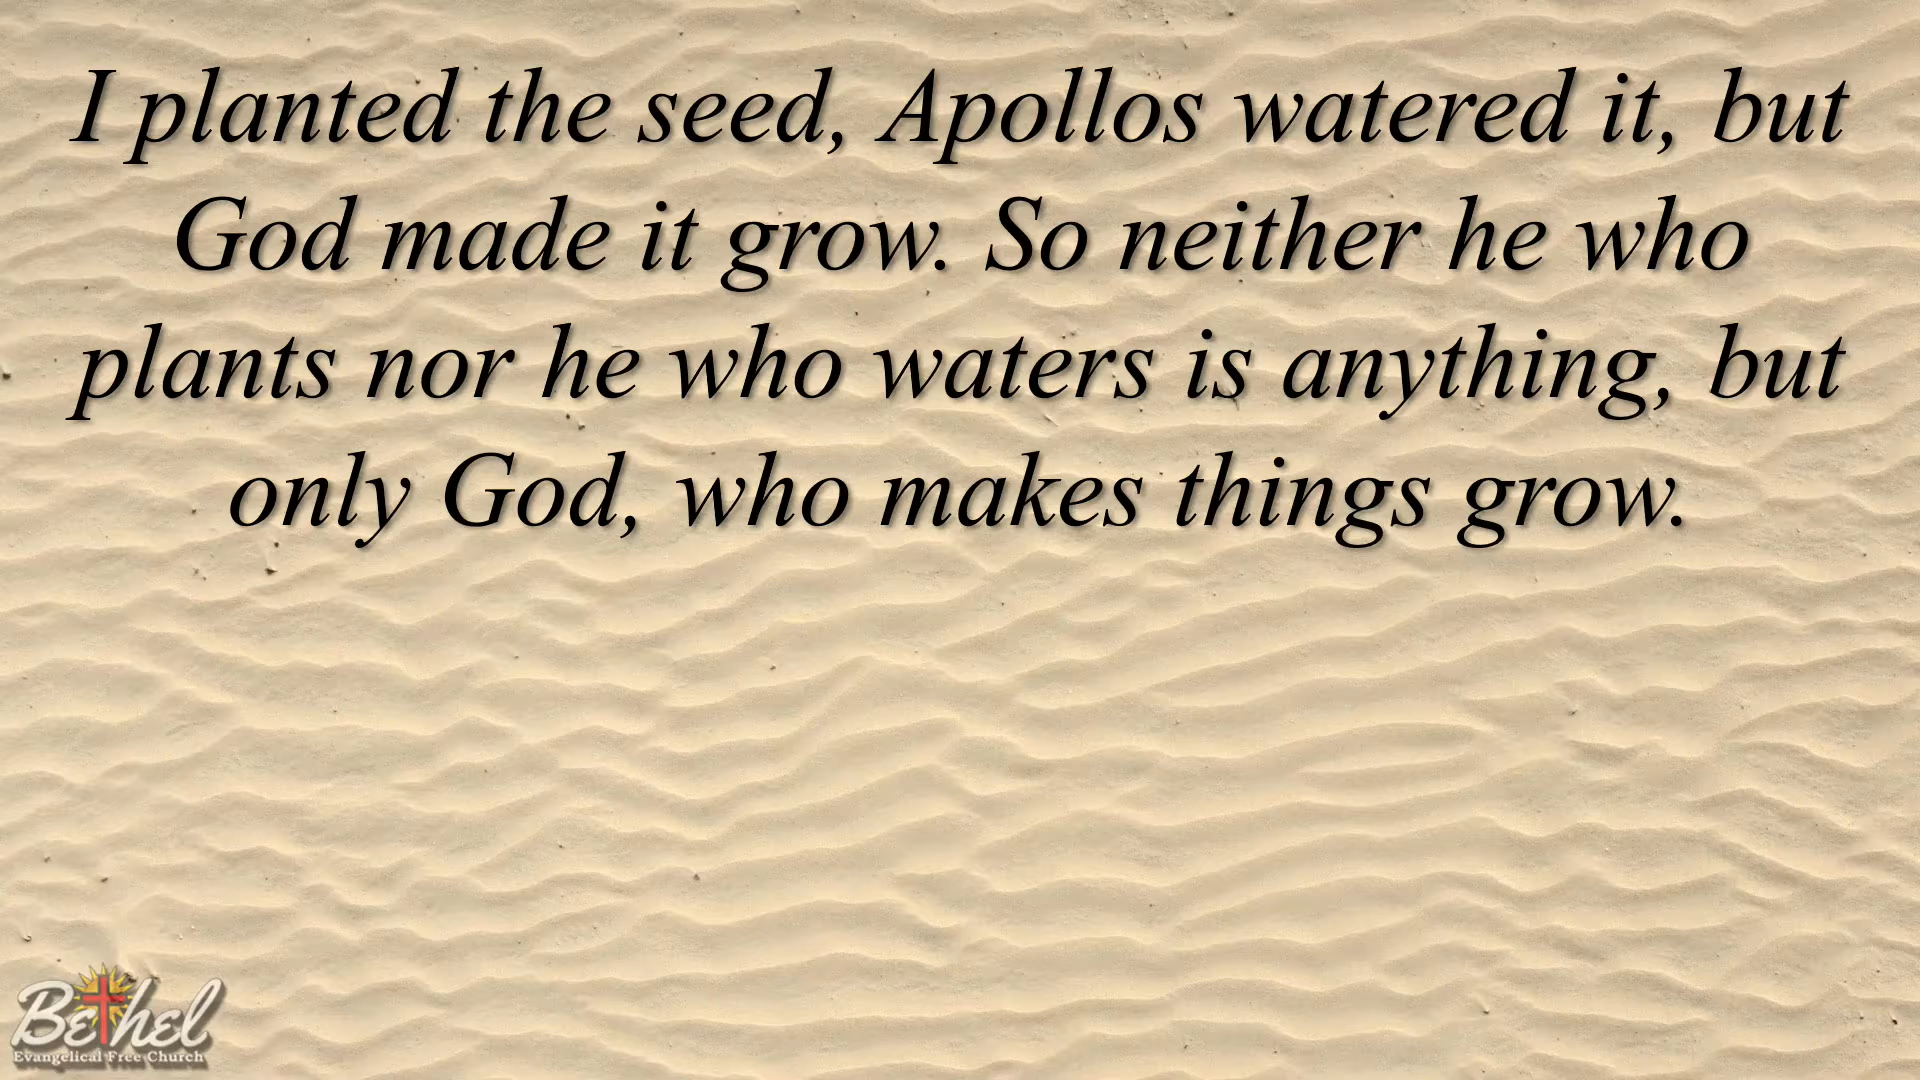 I planted the seed, Apollos watered it, but
God made it grow. So neither he who
plants nor he who waters is anything, but
only God, who makes things grow.
Bethel
Evangelical Free Church